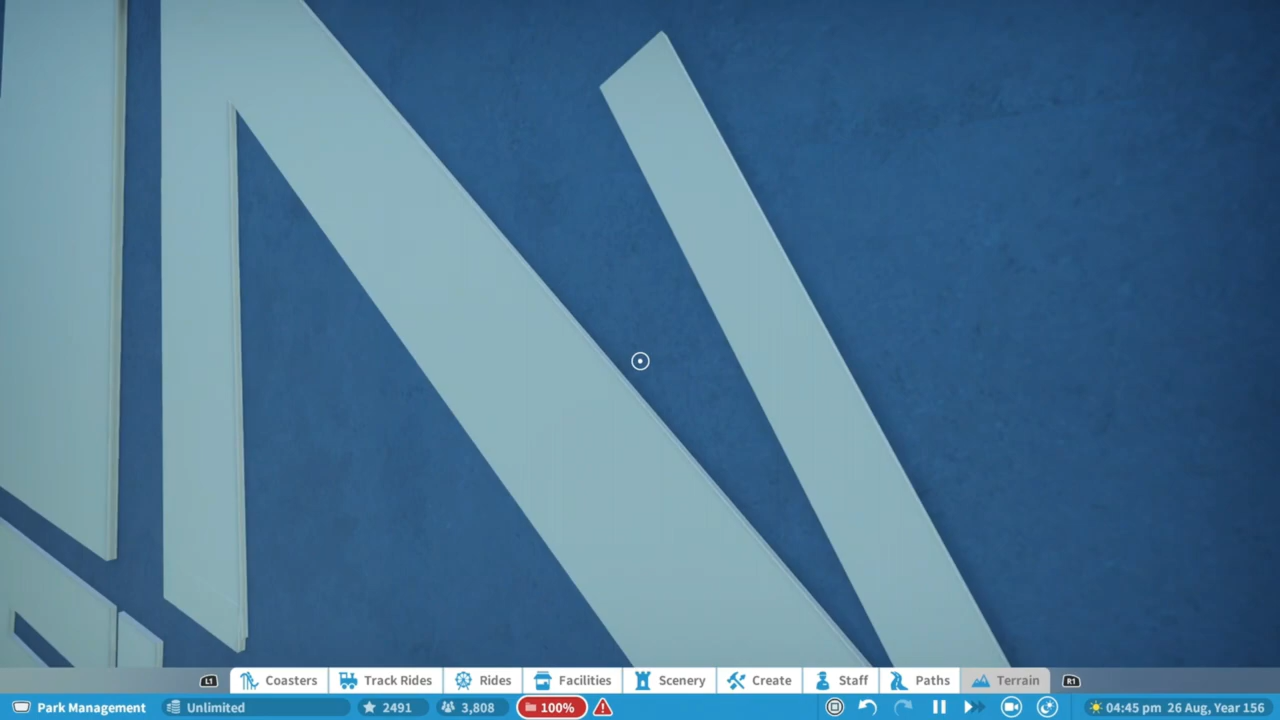 L1 Coasters Track Rides Rides Facilities Scenery Create Staff Paths Terrain R1
Park Management Unlimited 2491 3,808 100% 04:45 pm 26 Aug, Year 156